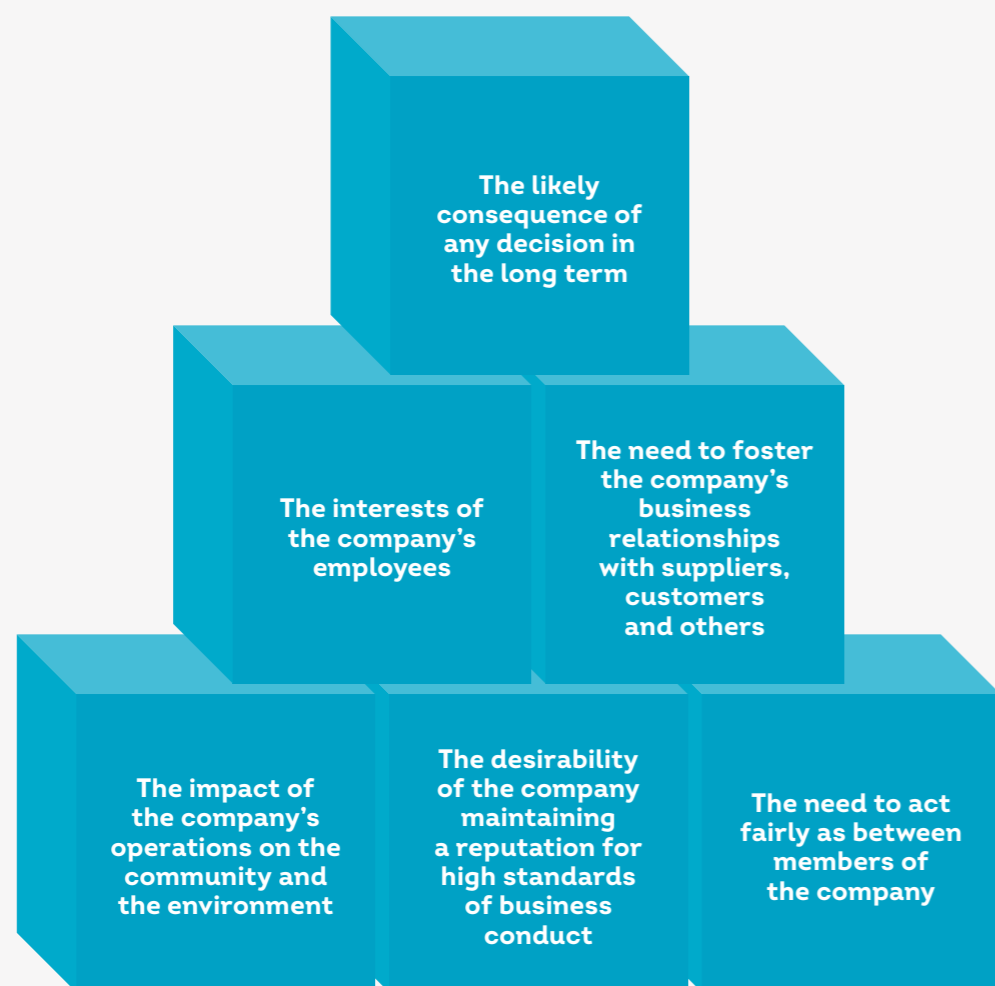 The likely
consequence of
any decision in
the long term
The interests of
the company’s
employees
The need to foster
the company’s
business
relationships
with suppliers,
customers
and others
The impact of
the company’s
operations on the
community and
the environment
The desirability
of the company
maintaining
a reputation for
high standards
of business
conduct
The need to act
fairly as between
members of
the company